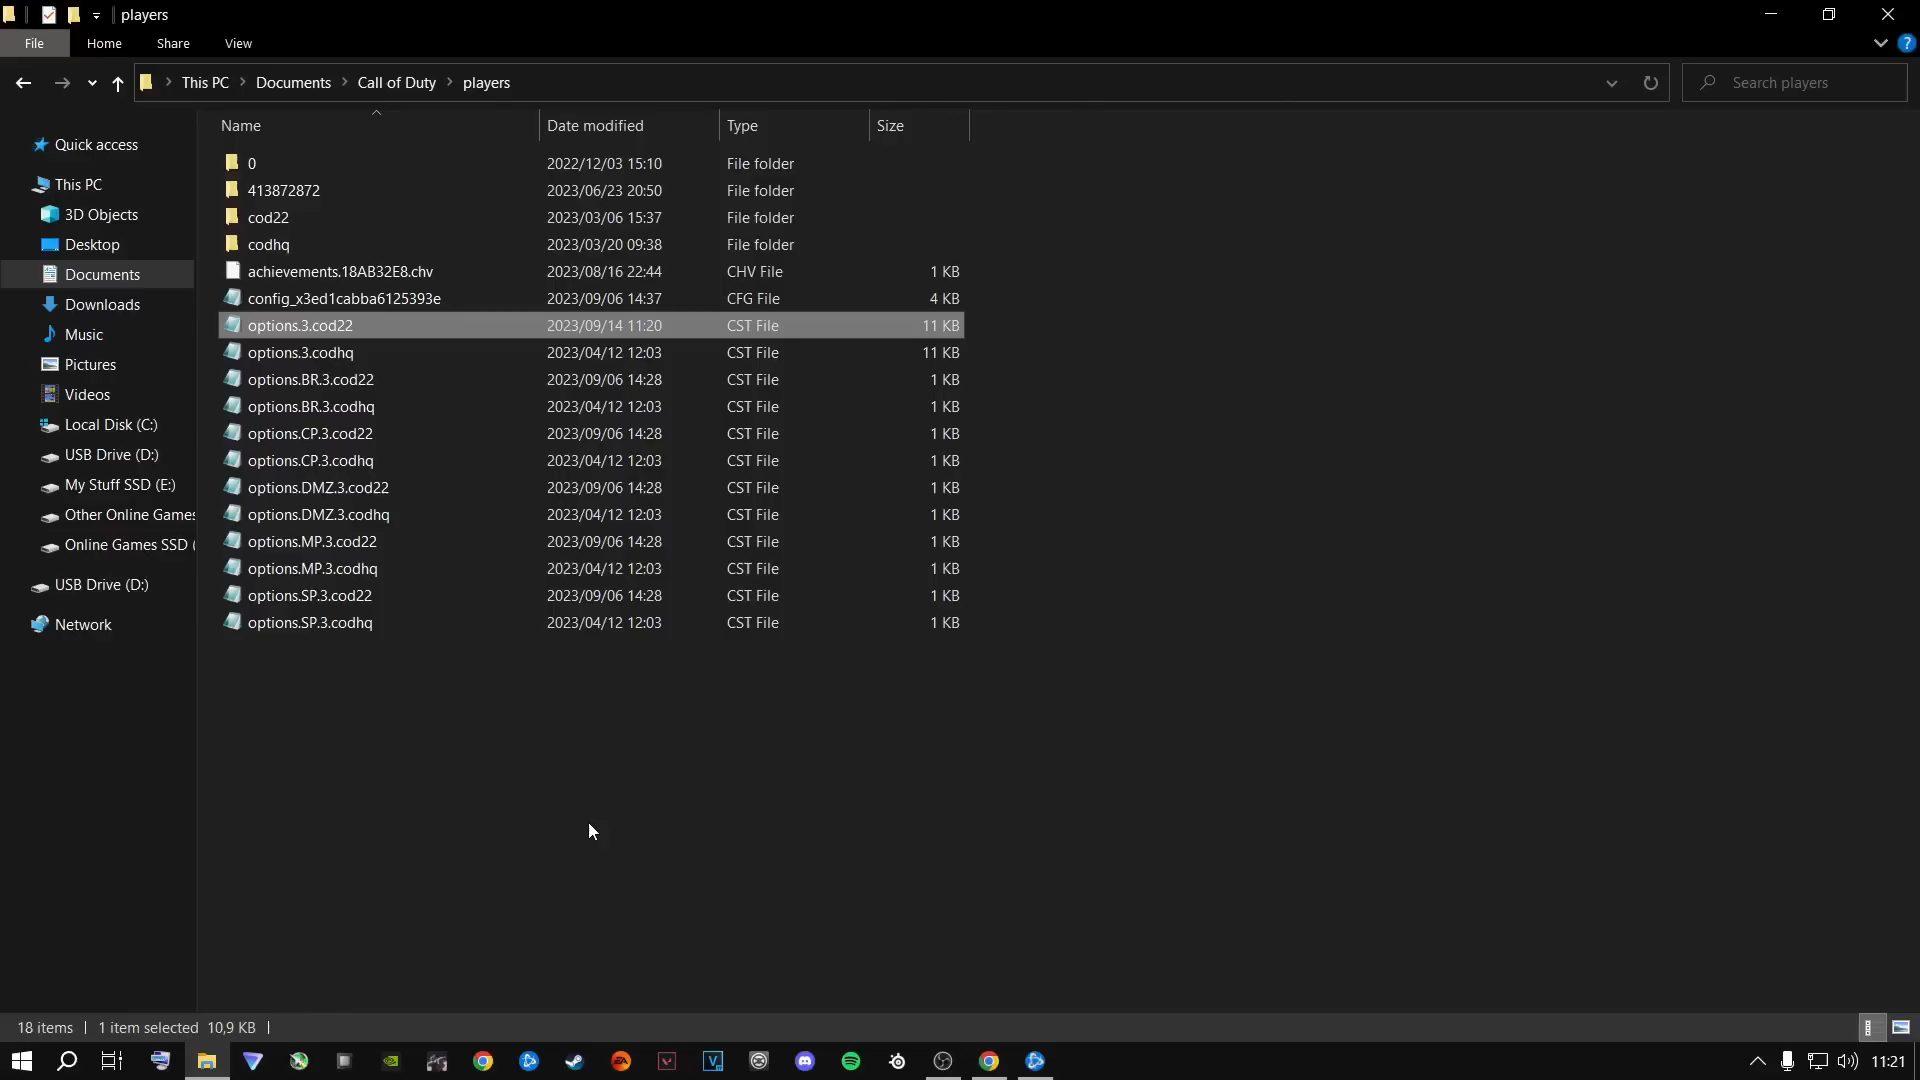 players
File
Home
Share
View
?
This PC
Documents
Call of Duty
players
Search players
Name
Date modified
Type
Size
Quick access
This PC
3D Objects
Desktop
Documents
Downloads
Music
Pictures
Videos
Local Disk (C:)
USB Drive (D:)
My Stuff SSD (E:)
Other Online Games
Online Games SSD (
USB Drive (D:)
Network
0 2022/12/03 15:10 File folder
413872872 2023/06/23 20:50 File folder
cod22 2023/03/06 15:37 File folder
codhq 2023/03/20 09:38 File folder
achievements.18AB32E8.chv 2023/08/16 22:44 CHV File 1 KB
config_x3ed1cabba6125393e 2023/09/06 14:37 CFG File 4 KB
options.3.cod22 2023/09/14 11:20 CST File 11 KB
options.3.codhq 2023/04/12 12:03 CST File 11 KB
options.BR.3.cod22 2023/09/06 14:28 CST File 1 KB
options.BR.3.codhq 2023/04/12 12:03 CST File 1 KB
options.CP.3.cod22 2023/09/06 14:28 CST File 1 KB
options.CP.3.codhq 2023/04/12 12:03 CST File 1 KB
options.DMZ.3.cod22 2023/09/06 14:28 CST File 1 KB
options.DMZ.3.codhq 2023/04/12 12:03 CST File 1 KB
options.MP.3.cod22 2023/09/06 14:28 CST File 1 KB
options.MP.3.codhq 2023/04/12 12:03 CST File 1 KB
options.SP.3.cod22 2023/09/06 14:28 CST File 1 KB
options.SP.3.codhq 2023/04/12 12:03 CST File 1 KB
18 items
1 item selected 10,9 KB
EA
V
11:21